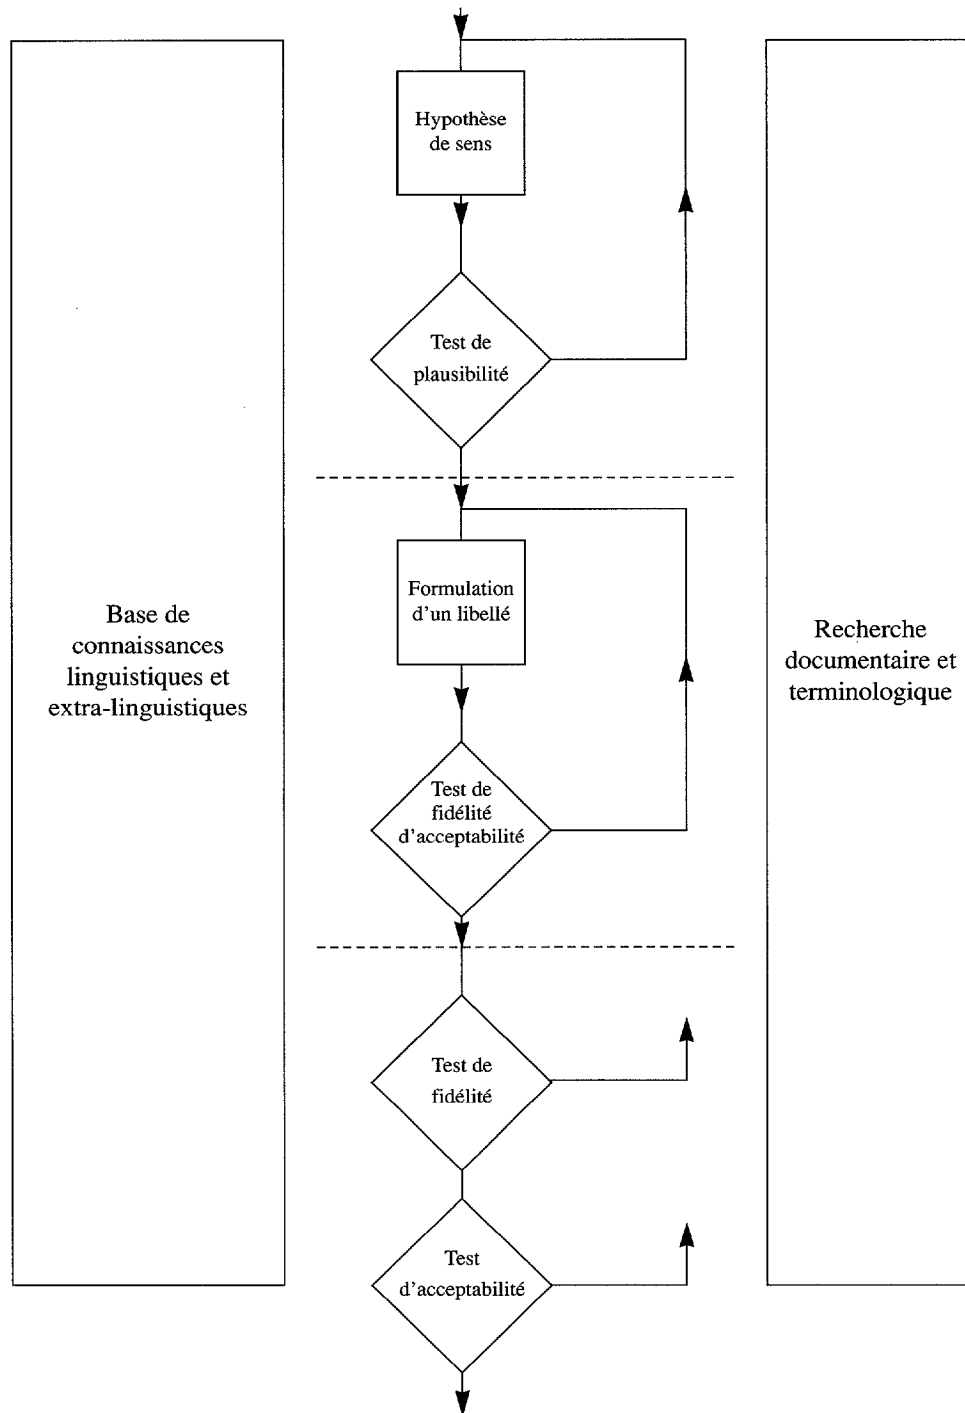 Hypothèse
de sens
Test de
plausibilité
Formulation
d'un libellé
Test de
fidélité
d'acceptabilité
Test de
fidélité
Test
d'acceptabilité
Base de
connaissances
linguistiques et
extra-linguistiques
Recherche
documentaire et
terminologique